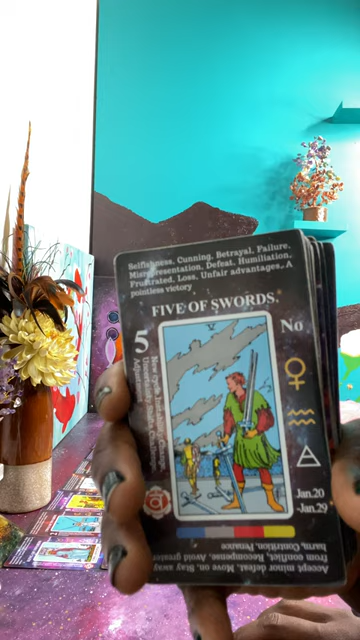 Selfishness, Cunning, Betrayal, Failure,
Misrepresentation, Defeat, Humiliation,
Frustrated, Loss, Unfair advantages, A
pointless victory
FIVE OF SWORDS.
5
No
V
Jan.20
-Jan.29
Accept minor defeat. Move on. Stay away
from conflict, Recompense. Avoid greater
harm, Contrition, Penance